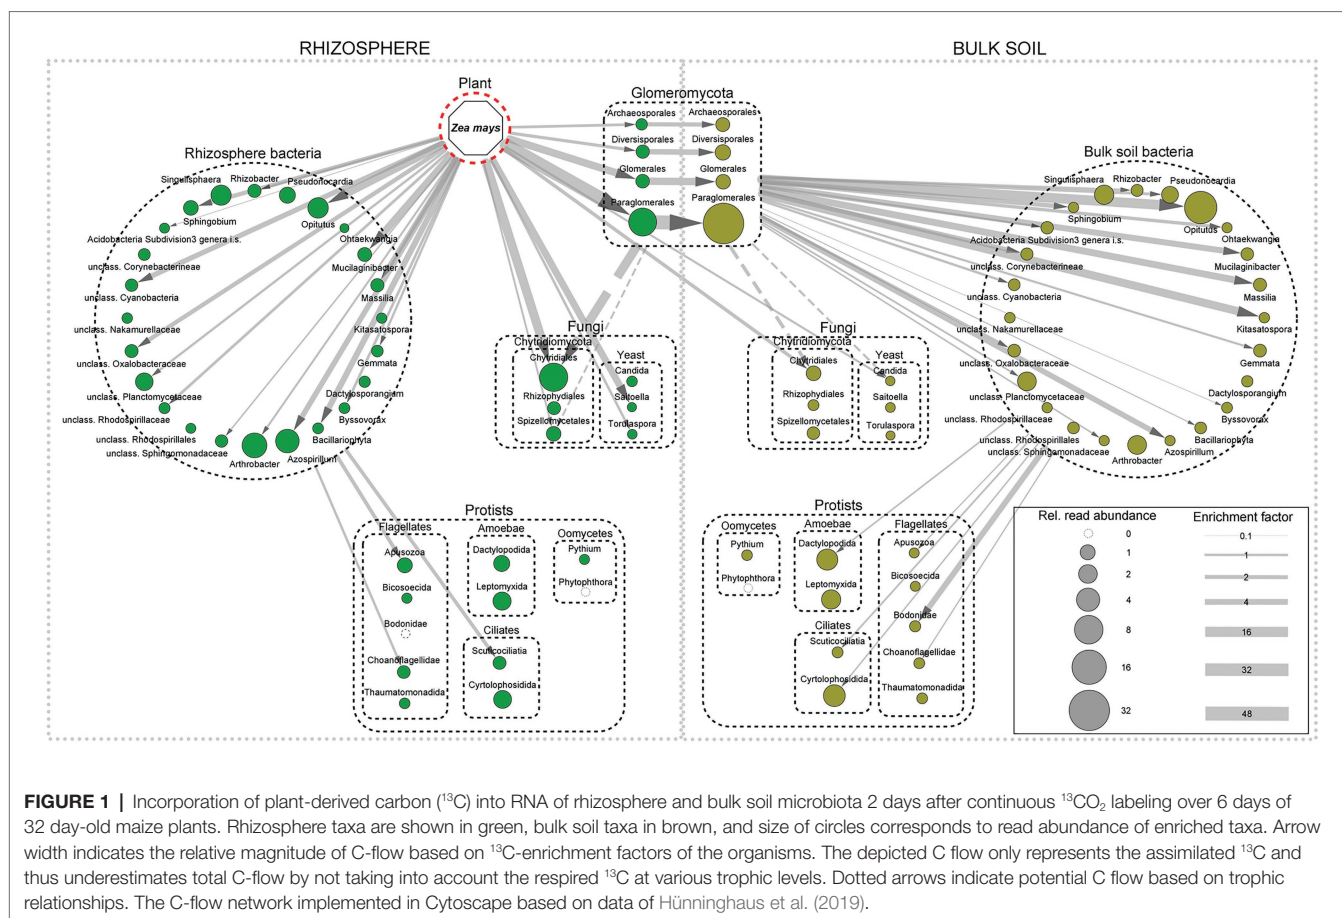 RHIZOSPHERE
BULK SOIL
Plant
Zea mays
Glomeromycota
Archaeosporales
Archaeosporales
Diversisporales
Diversisporales
Glomerales
Glomerales
Paraglomerales
Paraglomerales
Rhizosphere bacteria
Singulisphaera
Rhizobacter
Pseudonocardia
Sphingobium
Opitutus
Acidobacteria Subdivision3 genera i.s.
Ohtaekwangia
unclass. Corynebacterineae
Mucilaginibacter
unclass. Cyanobacteria
Massilia
unclass. Nakamurellaceae
Kitasatospora
unclass. Oxalobacteraceae
Gemmata
unclass. Planctomycetaceae
Dactylosporangium
unclass. Rhodospirillaceae
Byssovorax
unclass. Rhodospirillales
Bacillariophyta
unclass. Sphingomonadaceae
Azospirillum
Arthrobacter
Bulk soil bacteria
Singulisphaera
Rhizobacter
Pseudonocardia
Sphingobium
Opitutus
Acidobacteria Subdivision3 genera i.s.
Ohtaekwangia
unclass. Corynebacterineae
Mucilaginibacter
unclass. Cyanobacteria
Massilia
unclass. Nakamurellaceae
Kitasatospora
unclass. Oxalobacteraceae
Gemmata
unclass. Planctomycetaceae
Dactylosporangium
unclass. Rhodospirillaceae
Byssovorax
unclass. Rhodospirillales
Bacillariophyta
unclass. Sphingomonadaceae
Azospirillum
Arthrobacter
Fungi
Chytridiomycota
Yeast
Chytridiales
Candida
Rhizophydiales
Saitoella
Spizellomycetales
Torulaspora
Fungi
Chytridiomycota
Yeast
Chytridiales
Candida
Rhizophydiales
Saitoella
Spizellomycetales
Torulaspora
Protists
Flagellates
Amoebae
Oomycetes
Apusozoa
Dactylopodida
Pythium
Bicosoecida
Leptomyxida
Phytophthora
Bodonidae
Ciliates
Choanoflagellidae
Scuticociliatia
Thaumatomonadida
Cyrtolophosidida
Protists
Oomycetes
Amoebae
Flagellates
Pythium
Dactylopodida
Apusozoa
Phytophthora
Leptomyxida
Bicosoecida
Ciliates
Bodonidae
Scuticociliatia
Choanoflagellidae
Cyrtolophosidida
Thaumatomonadida
Rel. read abundance
Enrichment factor
0
0.1
1
1
2
2
4
4
8
16
16
32
32
48
FIGURE 1 | Incorporation of plant-derived carbon (¹³C) into RNA of rhizosphere and bulk soil microbiota 2 days after continuous ¹³CO₂ labeling over 6 days of
32 day-old maize plants. Rhizosphere taxa are shown in green, bulk soil taxa in brown, and size of circles corresponds to read abundance of enriched taxa. Arrow
width indicates the relative magnitude of C-flow based on ¹³C-enrichment factors of the organisms. The depicted C flow only represents the assimilated ¹³C and
thus underestimates total C-flow by not taking into account the respired ¹³C at various trophic levels. Dotted arrows indicate potential C flow based on trophic
relationships. The C-flow network implemented in Cytoscape based on data of Hünninghaus et al. (2019).